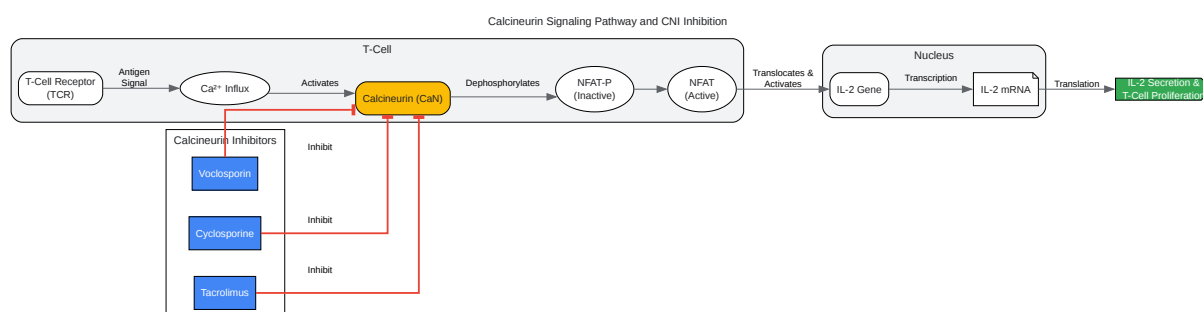 Calcineurin Signaling Pathway and CNI Inhibition
T-Cell
Nucleus
T-Cell Receptor
(TCR)
Antigen
Signal
Ca²⁺ Influx
Activates
Calcineurin (CaN)
Dephosphorylates
NFAT-P
(Inactive)
NFAT
(Active)
Translocates &
Activates
IL-2 Gene
Transcription
IL-2 mRNA
Translation
IL-2 Secretion &
T-Cell Proliferation
Calcineurin Inhibitors
Inhibit
Voclosporin
Inhibit
Cyclosporine
Inhibit
Tacrolimus